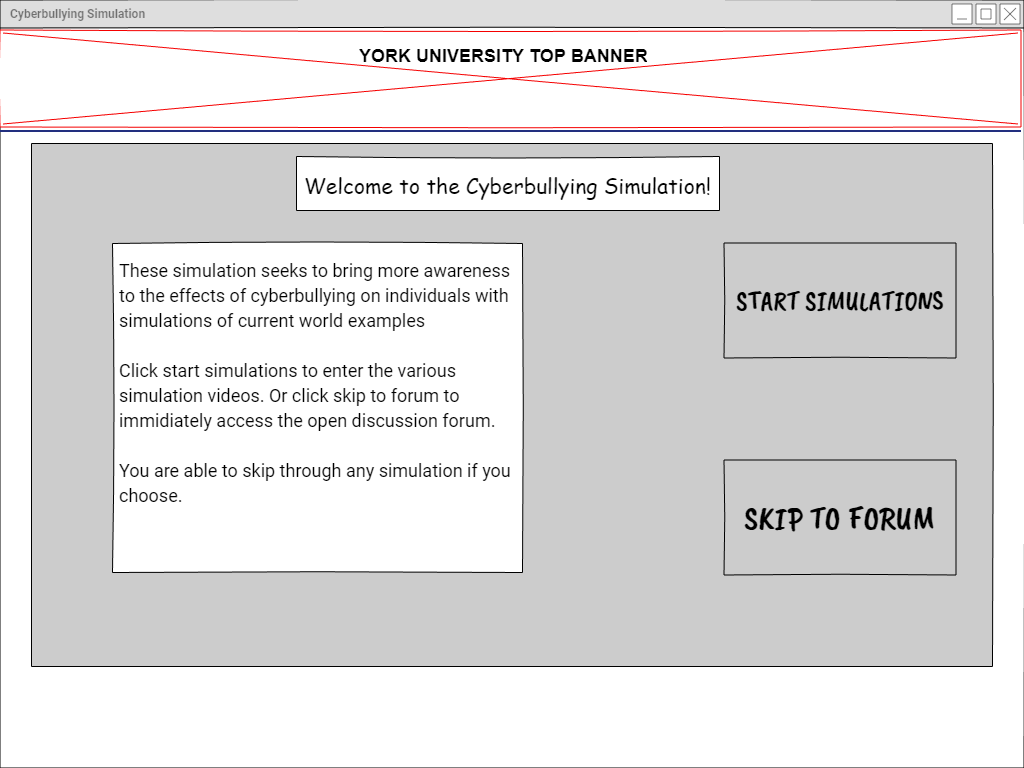 Cyberbullying Simulation
YORK UNIVERSITY TOP BANNER
Welcome to the Cyberbullying Simulation!
These simulation seeks to bring more awareness
to the effects of cyberbullying on individuals with
simulations of current world examples
Click start simulations to enter the various
simulation videos. Or click skip to forum to
immidiately access the open discussion forum.
You are able to skip through any simulation if you
choose.
START SIMULATIONS
SKIP TO FORUM